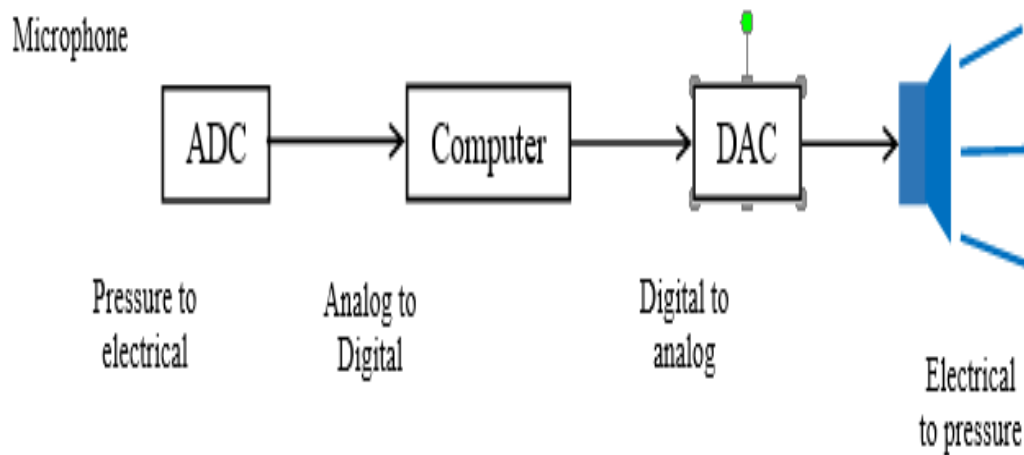 Microphone
ADC
Computer
DAC
Pressure to
electrical
Analog to
Digital
Digital to
analog
Electrical
to pressure